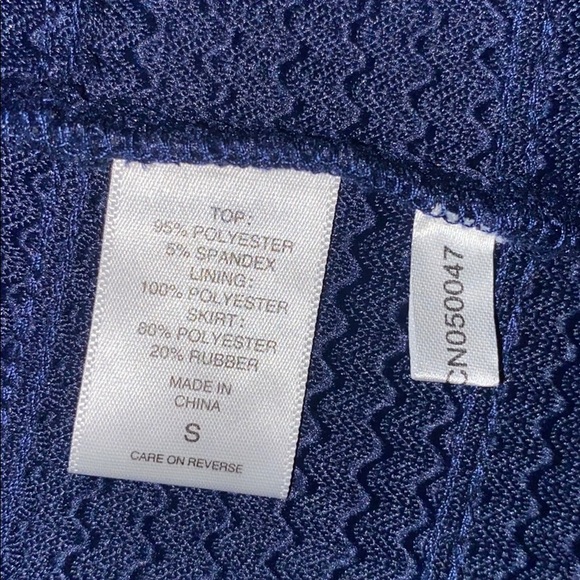 TOP:
95% POLYESTER
5% SPANDEX
LINING:
100% POLYESTER
SKIRT:
80% POLYESTER
20% RUBBER
MADE IN
CHINA
S
CARE ON REVERSE
CN050047